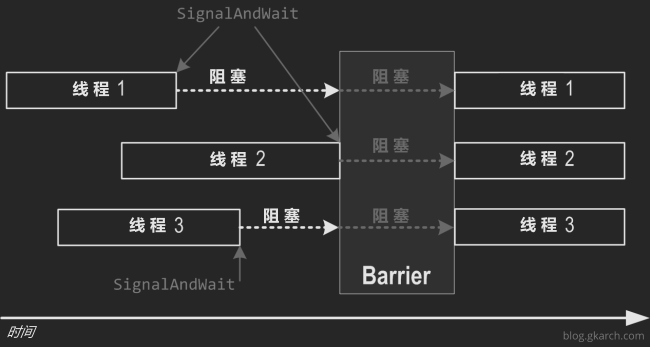 SignalAndWait
线程 1
阻塞
阻塞
线程 1
线程 2
阻塞
线程 2
线程 3
阻塞
阻塞
线程 3
SignalAndWait
Barrier
时间
blog.gkarch.com